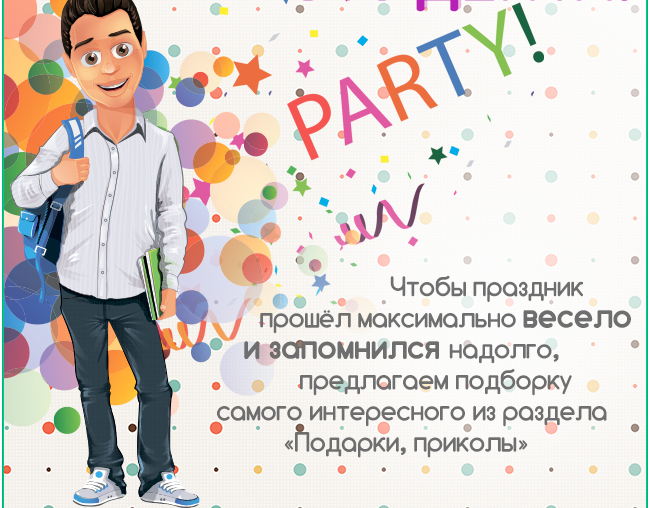 PARTY!
Чтобы праздник
прошёл максимально весело
и запомнился надолго,
предлагаем подборку
самого интересного из раздела
«Подарки, приколы»